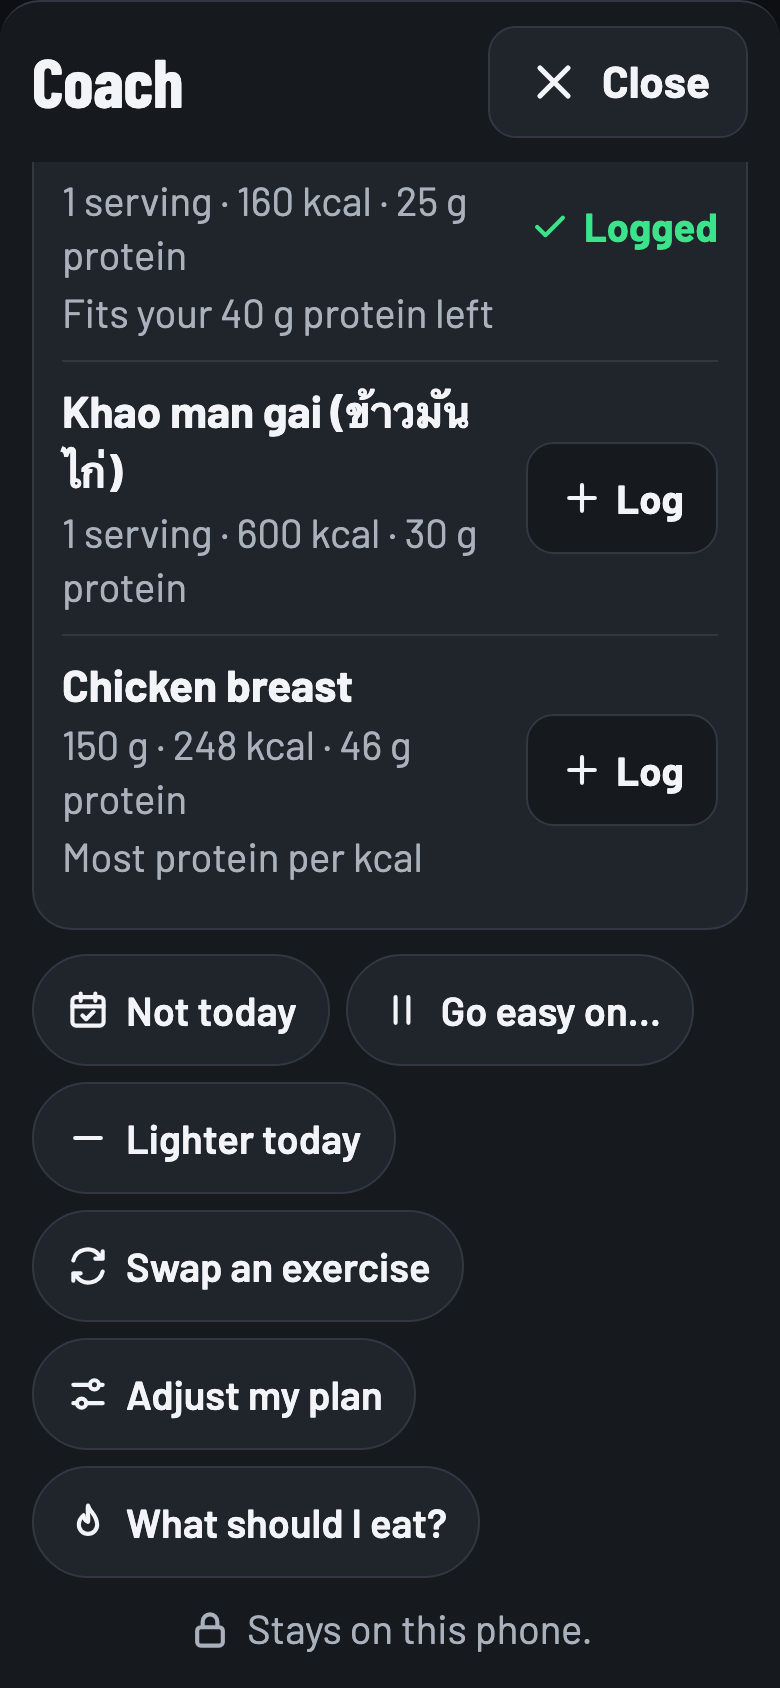 Coach
Close
1 serving · 160 kcal · 25 g
protein
Logged
Fits your 40 g protein left
Khao man gai (ข้าวมัน
ไก่)
1 serving · 600 kcal · 30 g
protein
Log
Chicken breast
150 g · 248 kcal · 46 g
protein
Log
Most protein per kcal
Not today
Go easy on...
Lighter today
Swap an exercise
Adjust my plan
What should I eat?
Stays on this phone.